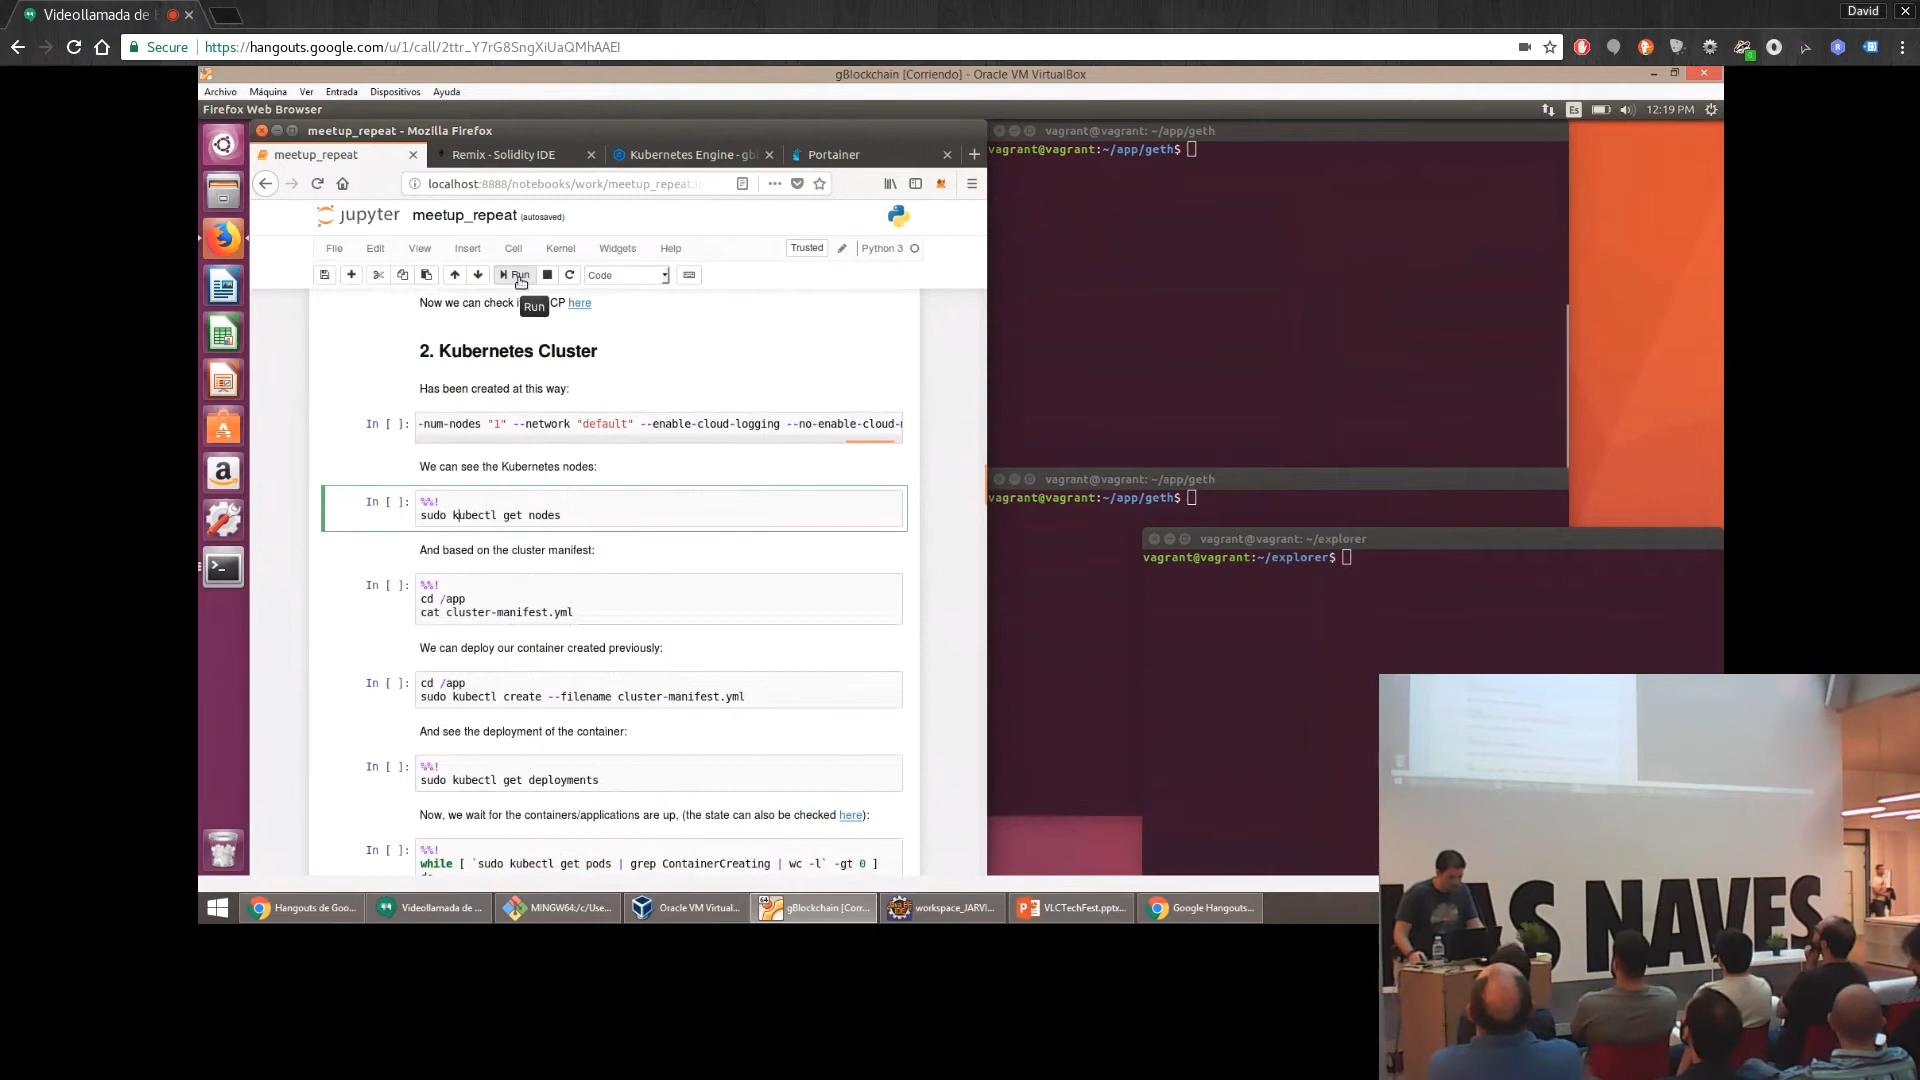 Videollamada de
David
Secure
https://hangouts.google.com/u/1/call/2ttr_Y7rG8SngXiUaQMhAAEI
gBlockchain [Corriendo] - Oracle VM VirtualBox
Archivo Máquina Ver Entrada Dispositivos Ayuda
Firefox Web Browser
Es
12:19 PM
meetup_repeat - Mozilla Firefox
meetup_repeat
Remix - Solidity IDE
Kubernetes Engine - gb
Portainer
localhost:8888/notebooks/work/meetup_repeat.i
jupyter meetup_repeat (autosaved)
File Edit View Insert Cell Kernel Widgets Help
Trusted
Python 3
Run
Code
Now we can check CP here
Run
2. Kubernetes Cluster
Has been created at this way:
In [ ]: -num-nodes "1" --network "default" --enable-cloud-logging --no-enable-cloud-
We can see the Kubernetes nodes:
In [ ]: %%!
sudo kubectl get nodes
And based on the cluster manifest:
In [ ]: %%!
cd /app
cat cluster-manifest.yml
We can deploy our container created previously:
In [ ]: cd /app
sudo kubectl create --filename cluster-manifest.yml
And see the deployment of the container:
In [ ]: %%!
sudo kubectl get deployments
Now, we wait for the containers/applications are up, (the state can also be checked here):
In [ ]: %%!
while [ `sudo kubectl get pods | grep ContainerCreating | wc -l` -gt 0 ]
vagrant@vagrant: ~/app/geth
vagrant@vagrant:~/app/geth$
vagrant@vagrant: ~/app/geth
vagrant@vagrant:~/app/geth$
vagrant@vagrant: ~/explorer
vagrant@vagrant:~/explorer$
Hangouts de Goo...
Videollamada de ...
MINGW64:/c/Use...
Oracle VM Virtual...
gBlockchain [Corr...
workspace_JARVI...
VLCTechFest.pptx...
Google Hangouts...
AS NAVES